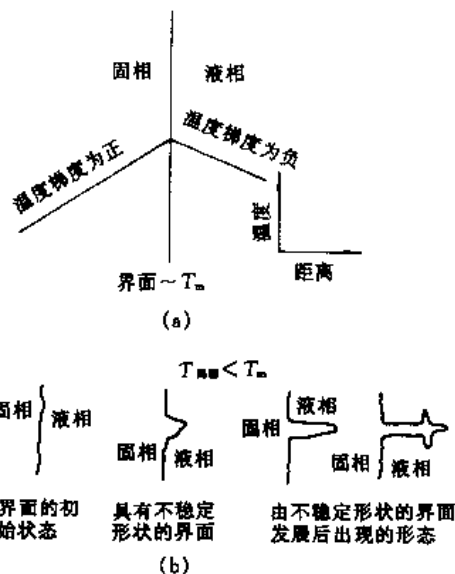 固相
液相
温度梯度为正
温度梯度为负
温度
距离
界面～Tm
(a)
T周围<Tm
固相
液相
固相
液相
液相
固相
固相
液相
界面的初
始状态
具有不稳定
形状的界面
由不稳定形状的界面
发展后出现的形态
(b)